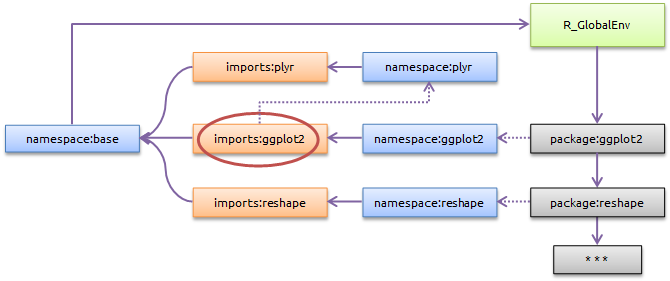 R_GlobalEnv
imports:plyr
namespace:plyr
namespace:base
imports:ggplot2
namespace:ggplot2
package:ggplot2
imports:reshape
namespace:reshape
package:reshape
* * *